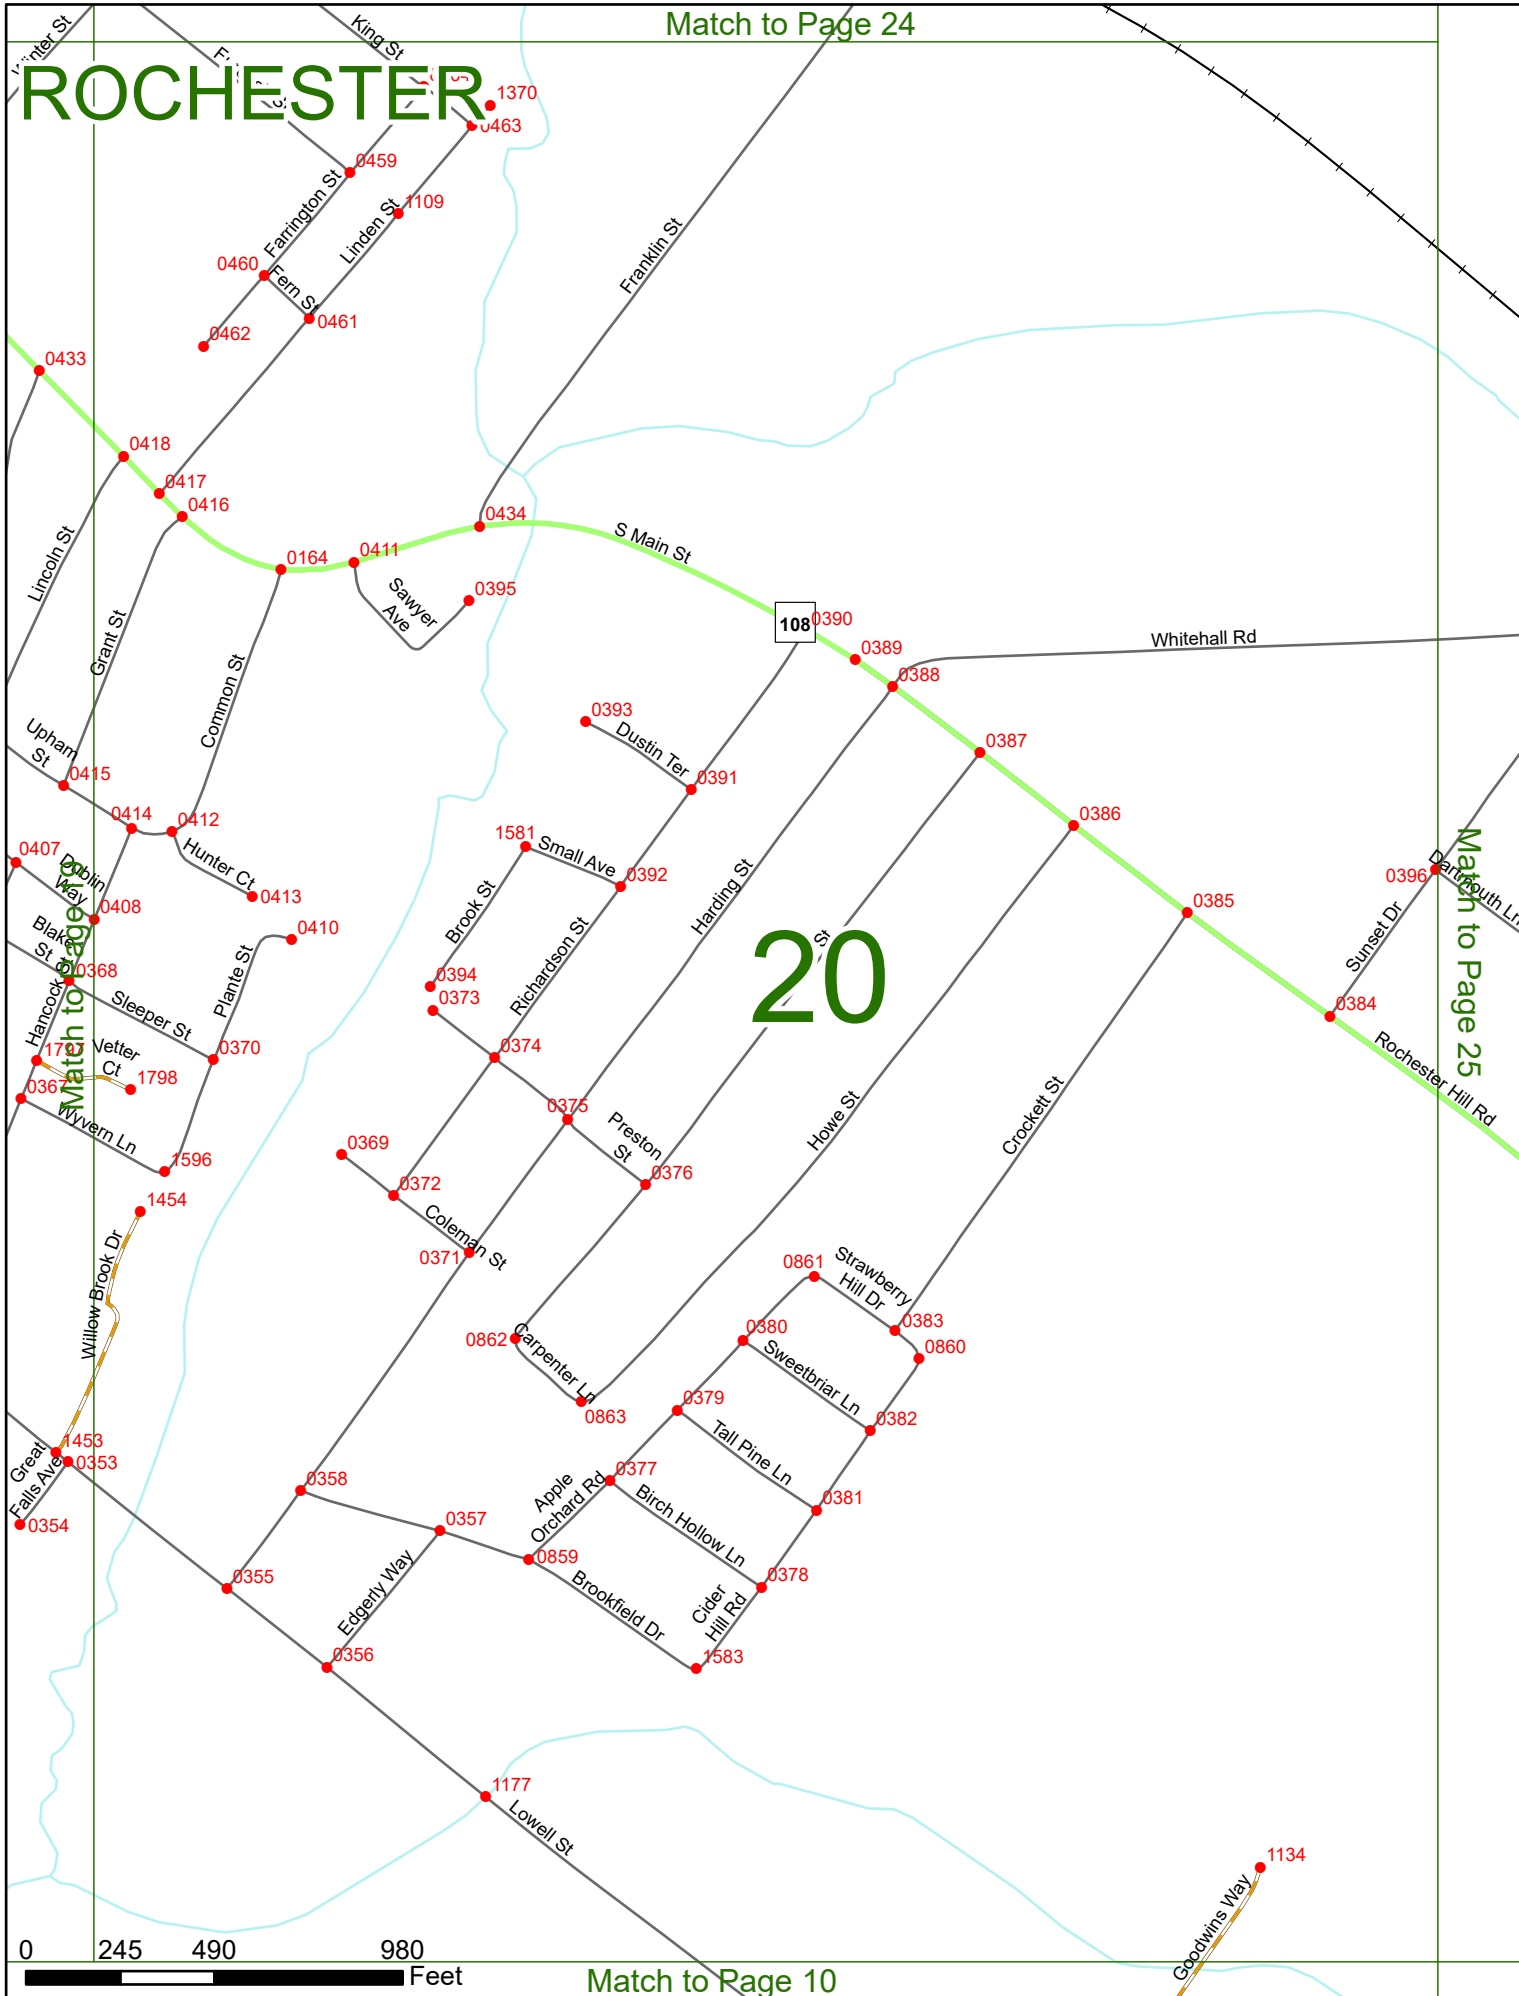 Match to Page 24
King St
Winter St
ROCHESTER
1370
0463
0459
1109
Farrington St
Linden St
Franklin St
0460
Fern St
0461
0462
0433
0418
0417
0416
0434
S Main St
0164
0411
Lincoln St
Sawyer
Ave
0395
108
0390
Grant St
Whitehall Rd
0389
Common St
0388
0393
Upham
St
Dustin Ter
0387
0415
0391
0414
0412
0386
1581
Hunter Ct
Small Ave
0407
Dublin
Way
0392
Harding St
0396
Dartmouth Ln
0413
Match to Page 25
0408
Brook St
0385
Blake
St
0410
Richardson St
St
20
Sunset Dr
0368
Plante St
0394
Hancock St
Sleeper St
0373
0384
1797
Vetter
Ct
0370
0374
Rochester Hill Rd
1798
0367
Howe St
Crockett St
Wyvern Ln
0375
Preston
St
0369
1596
0376
0372
1454
Coleman St
0371
Willow Brook Dr
0861
Strawberry
Hill Dr
0383
0380
0862
Carpenter Ln
0860
Sweetbriar Ln
0379
0863
0382
Tall Pine Ln
Great
Falls Ave
1453
0353
0358
Apple
Orchard Rd
0377
0381
Birch Hollow Ln
0354
0357
0859
0355
Edgerly Way
Brookfield Dr
Cider
Hill Rd
0378
0356
1583
1177
Lowell St
1134
Goodwins Way
0 245 490 980
Feet
Match to Page 10